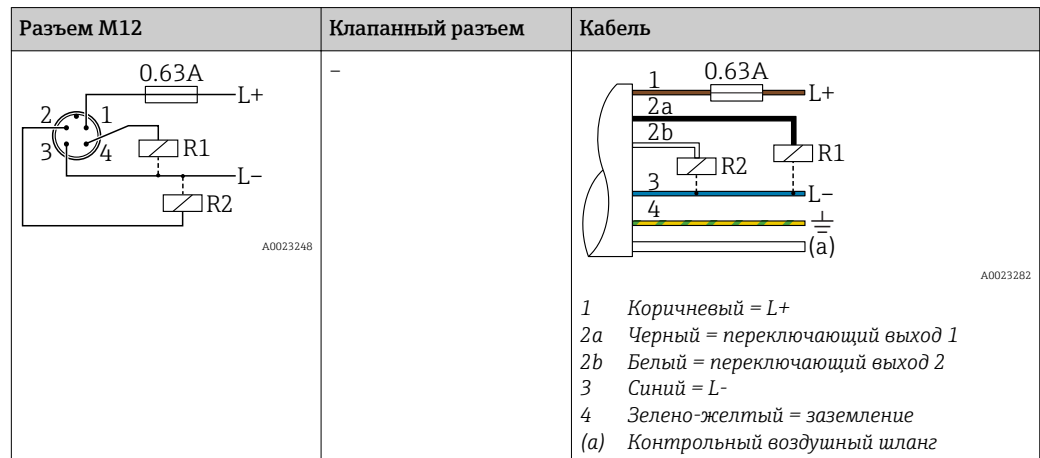 Разъем M12
Клапанный разъем
Кабель
0.63A
L+
2
1
3
4
R1
L–
R2
A0023248
–
1
0.63A
L+
2a
2b
R2
R1
3
L–
4
(a)
A0023282
1 Коричневый = L+
2a Черный = переключающий выход 1
2b Белый = переключающий выход 2
3 Синий = L-
4 Зелено-желтый = заземление
(a) Контрольный воздушный шланг